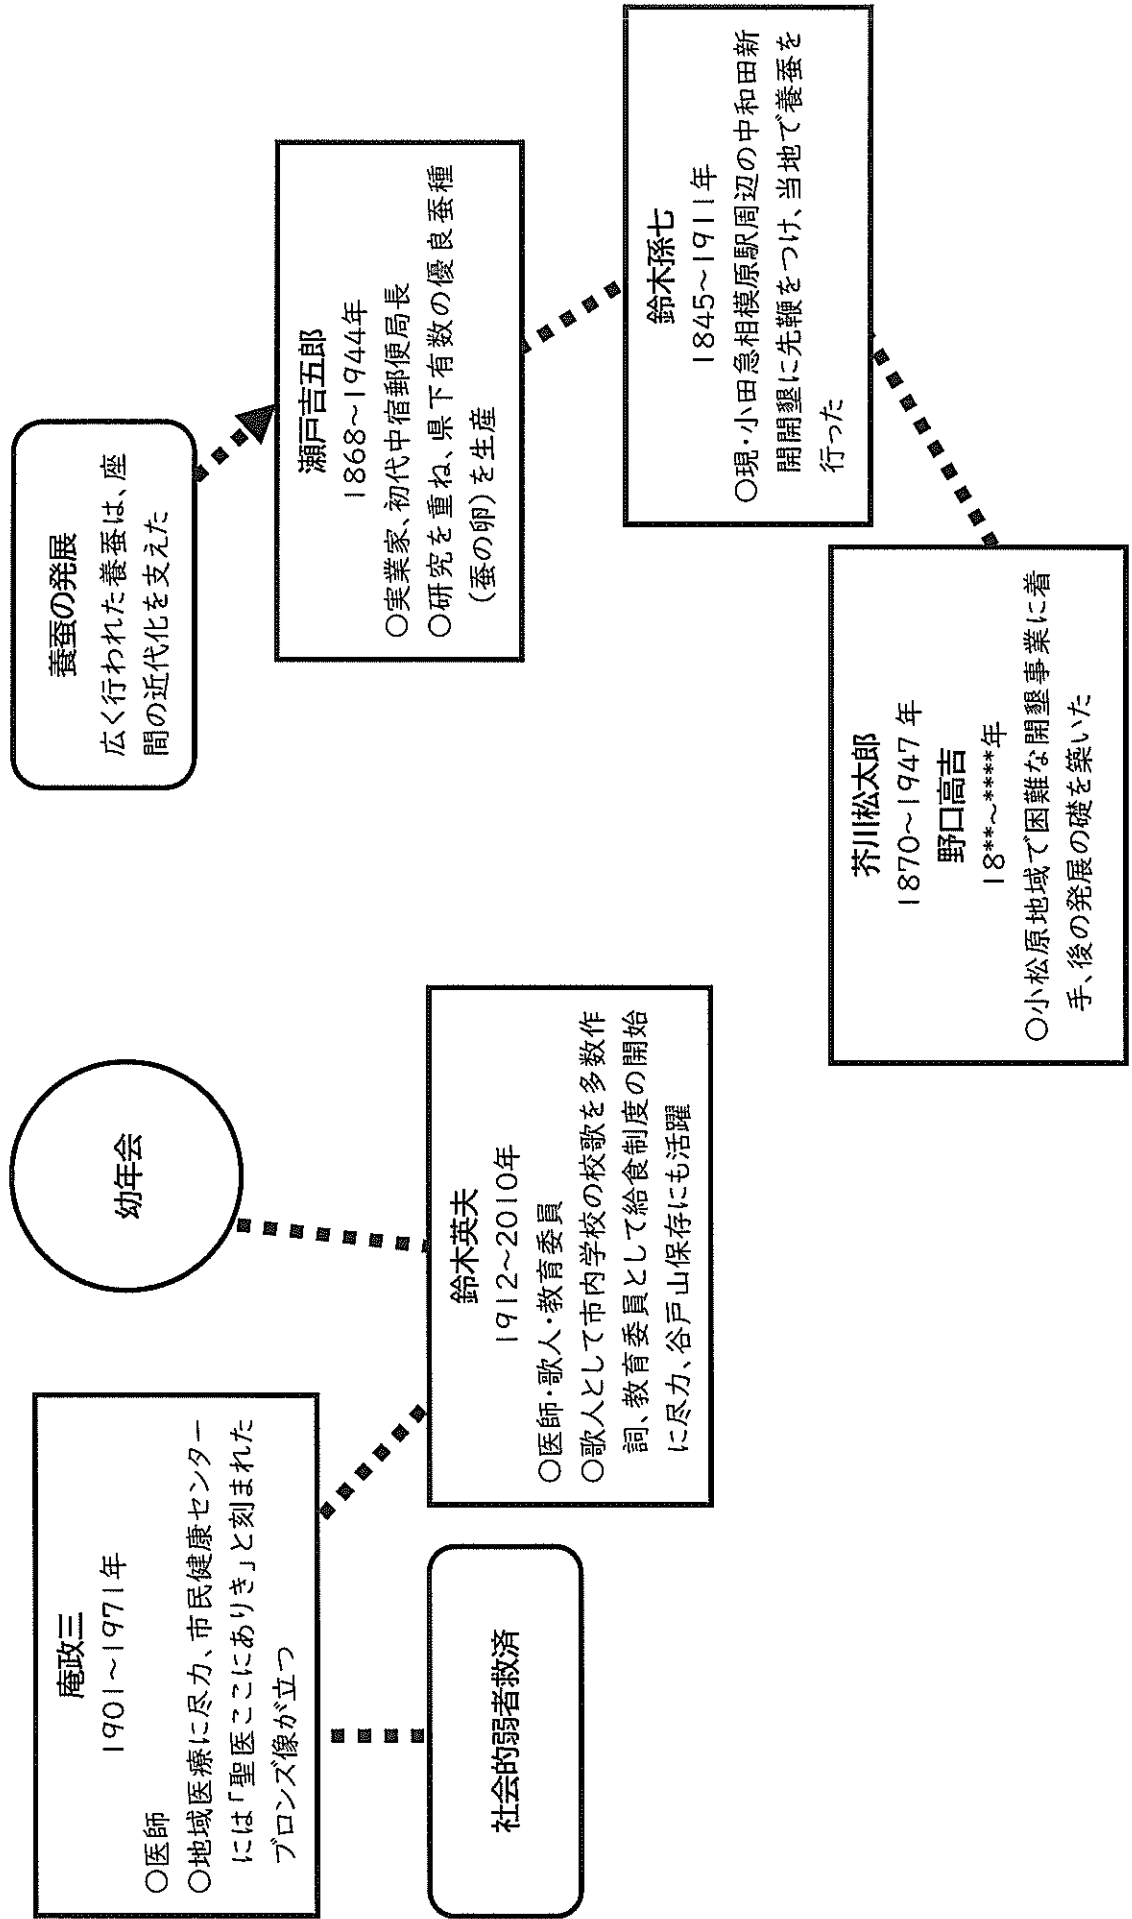 庵政三
1901~1971年
○医師
○地域医療に尽力、市民健康センター
には「聖医ここにありき」と刻まれた
ブロンズ像が立つ
社会的弱者救済
幼年会
鈴木英夫
1912~2010年
○医師・歌人・教育委員
○歌人として市内学校の校歌を多数作
詞、教育委員として給食制度の開始
に尽力、谷戸山保存にも活躍
養蚕の発展
広く行われた養蚕は、座
間の近代化を支えた
瀬戸吉五郎
1868~1944年
○実業家、初代中宿郵便局長
○研究を重ね、県下有数の優良蚕種
(蚕の卵)を生産
鈴木孫七
1845~1911年
○現・小田急相模原駅周辺の中和田新
開開墾に先鞭をつけ、当地で養蚕を
行った
芥川松太郎
1870~1947年
野口高吉
18**~****年
○小松原地域で困難な開墾事業に着
手、後の発展の礎を築いた